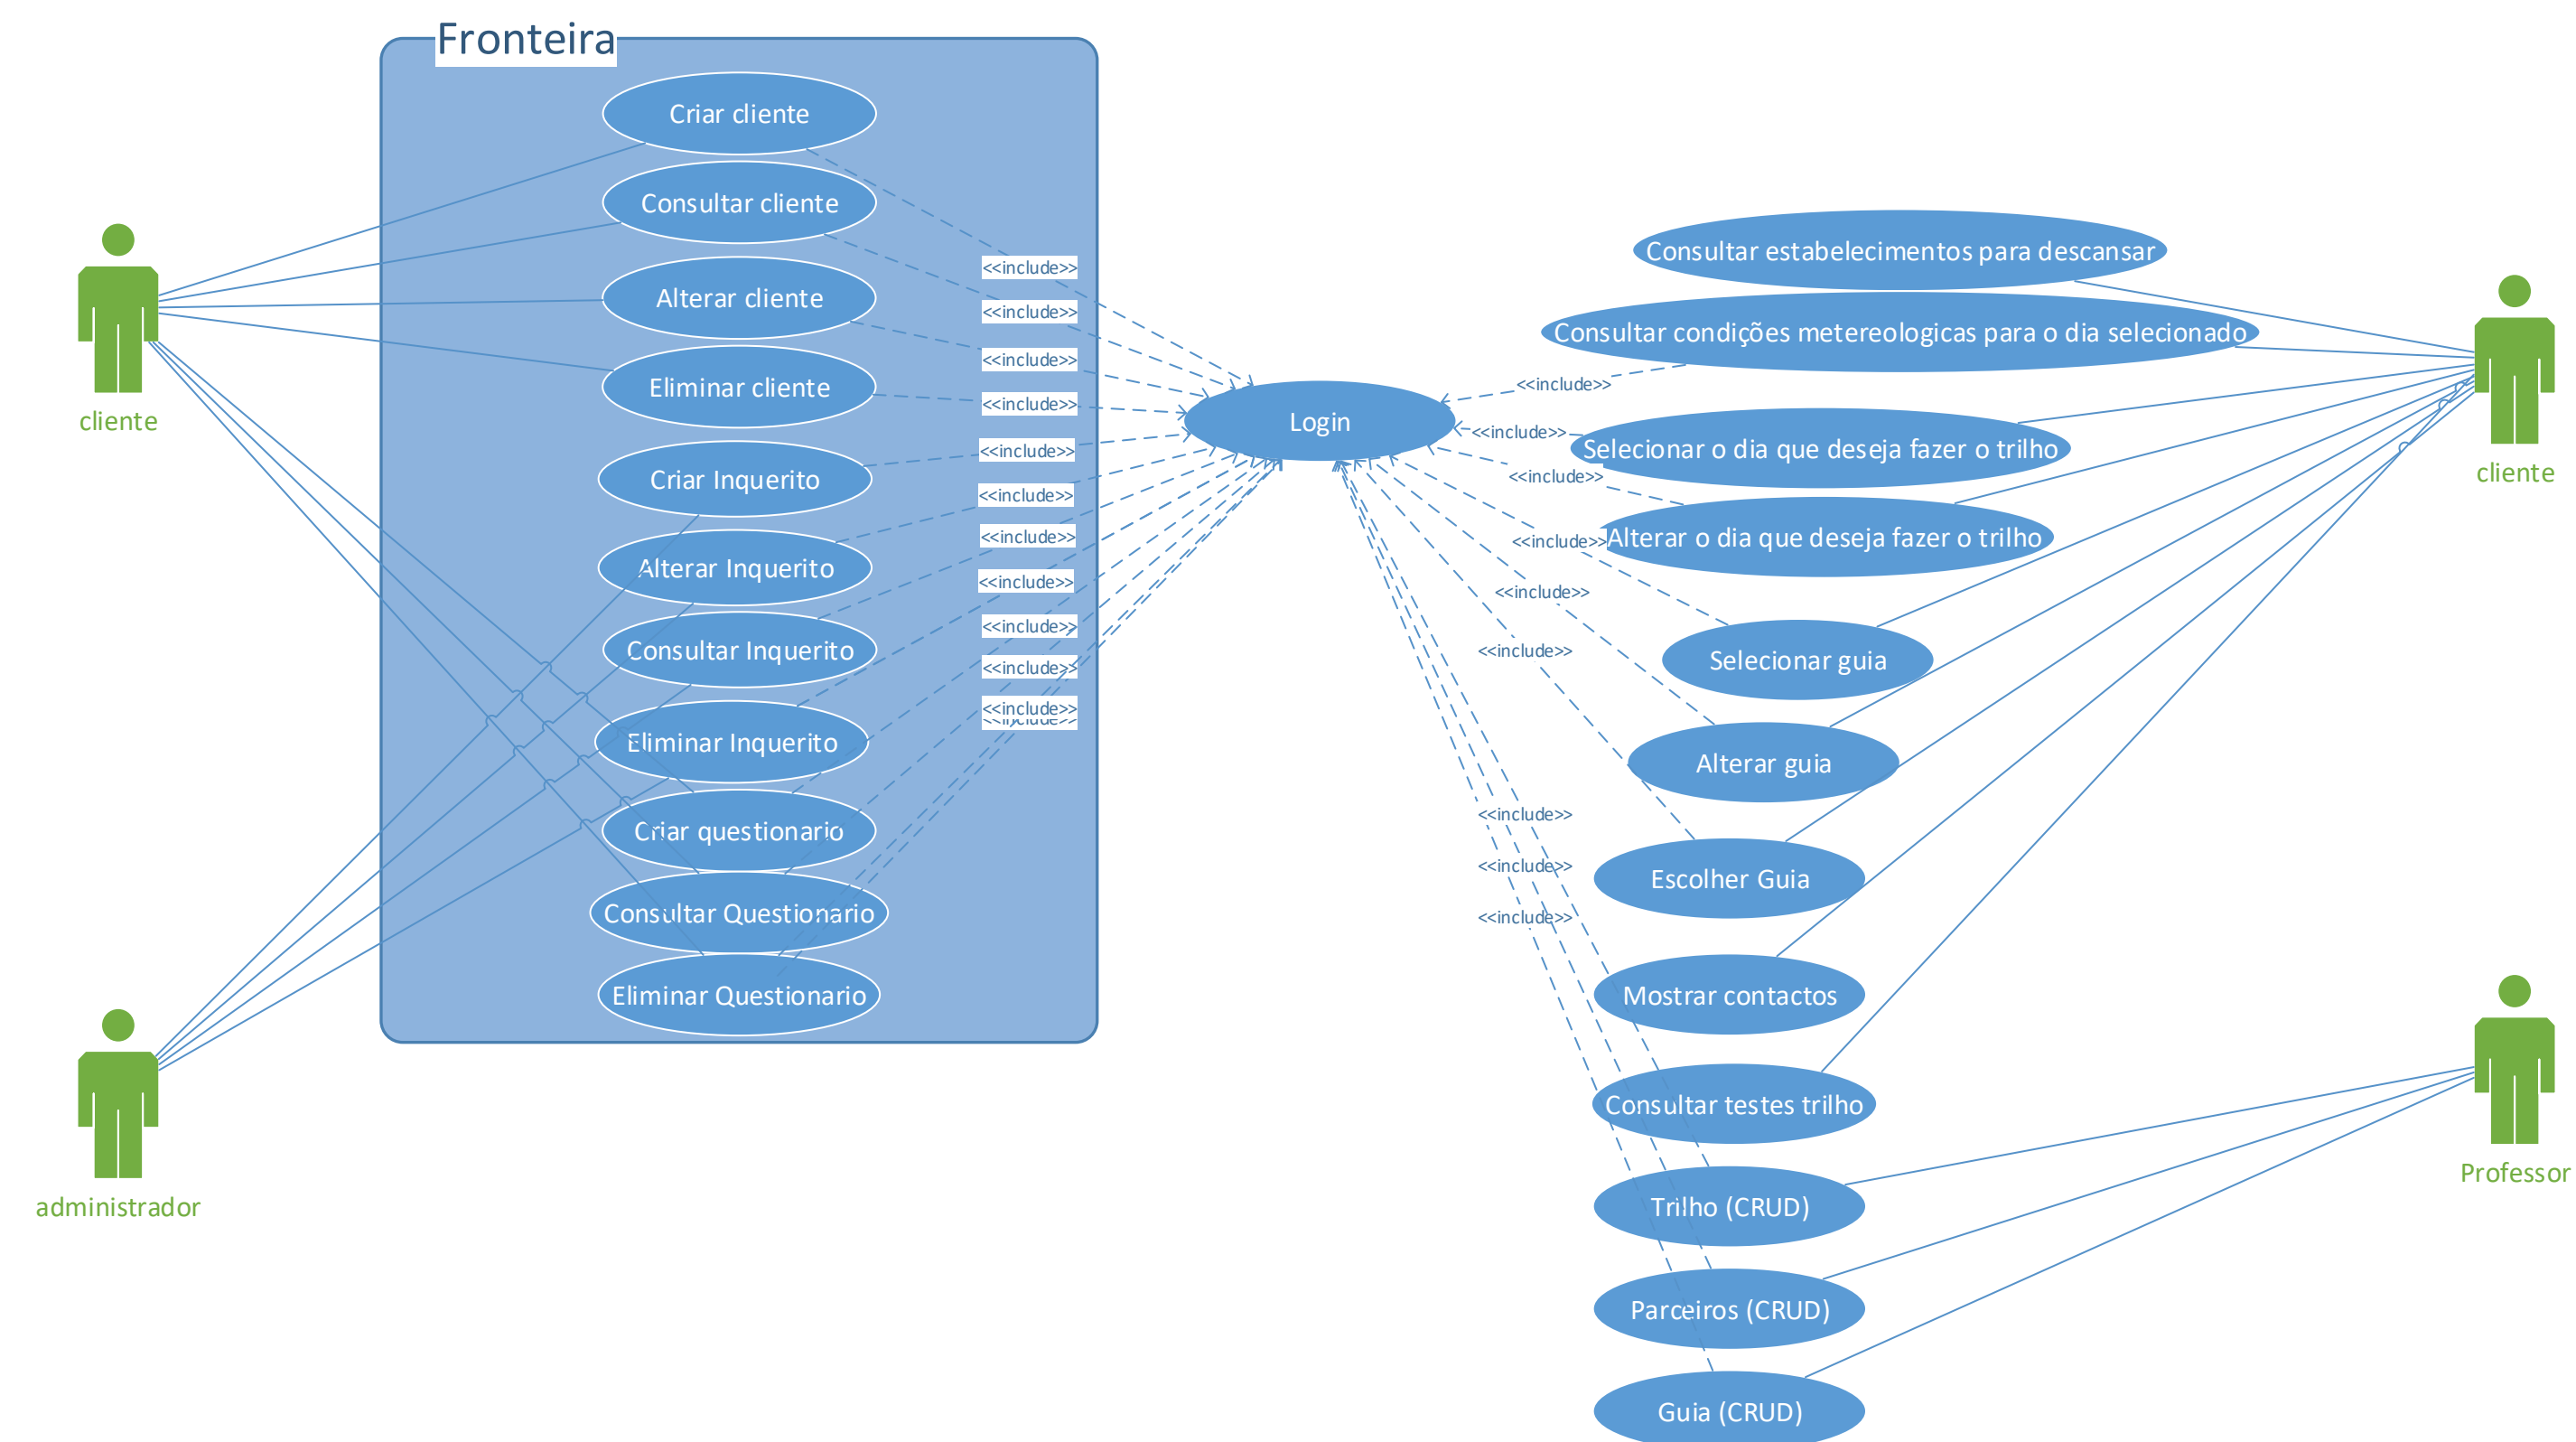 Fronteira
Criar cliente
Consultar cliente
Alterar cliente
Eliminar cliente
Criar Inquerito
Alterar Inquerito
Consultar Inquerito
Eliminar Inquerito
Criar questionario
Consultar Questionario
Eliminar Questionario
cliente
administrador
<<include>>
<<include>>
<<include>>
<<include>>
<<include>>
<<include>>
<<include>>
<<include>>
<<include>>
<<include>>
<<include>>
<<include>>
Login
<<include>>
<<include>>
<<include>>
<<include>>
<<include>>
<<include>>
<<include>>
<<include>>
<<include>>
Consultar estabelecimentos para descansar
Consultar condições metereologicas para o dia selecionado
Selecionar o dia que deseja fazer o trilho
Alterar o dia que deseja fazer o trilho
Selecionar guia
Alterar guia
Escolher Guia
Mostrar contactos
Consultar testes trilho
Trilho (CRUD)
Parceiros (CRUD)
Guia (CRUD)
cliente
Professor